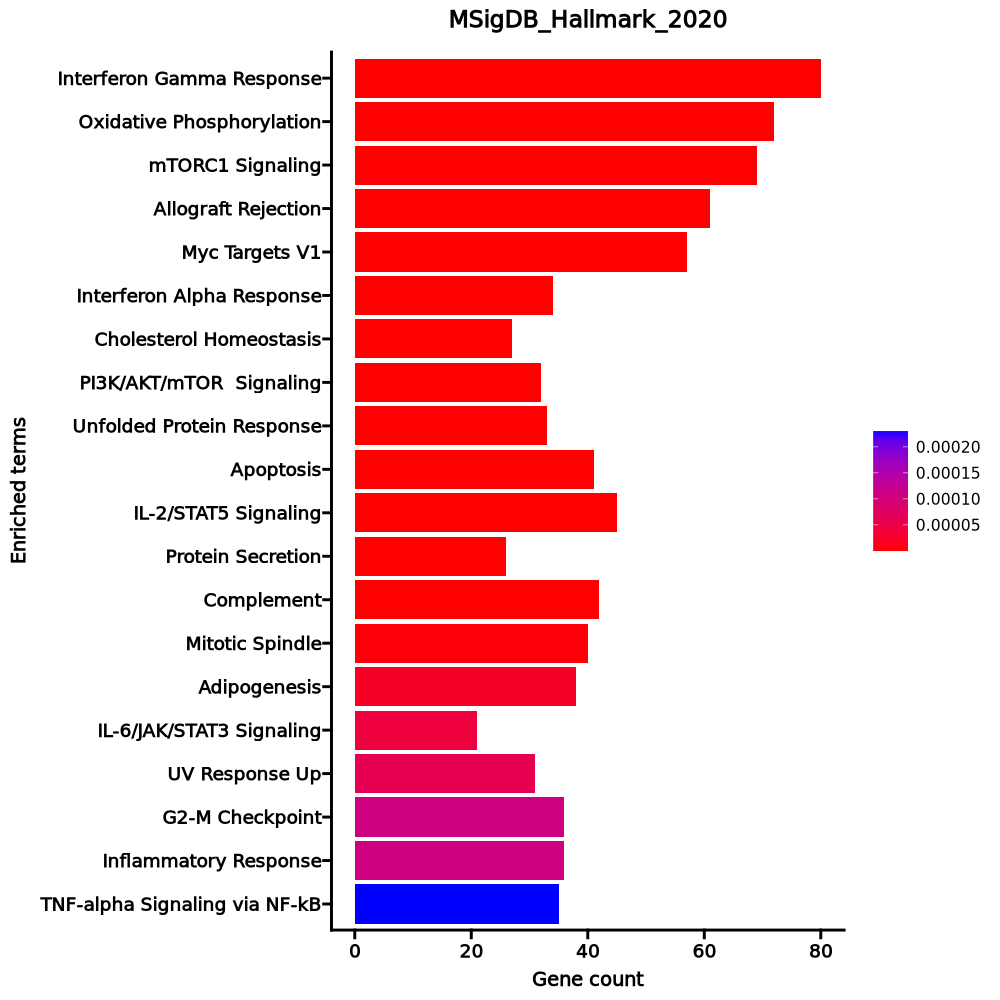 MSigDB_Hallmark_2020
Interferon Gamma Response
Oxidative Phosphorylation
mTORC1 Signaling
Allograft Rejection
Myc Targets V1
Interferon Alpha Response
Cholesterol Homeostasis
PI3K/AKT/mTOR  Signaling
Unfolded Protein Response
Apoptosis
IL-2/STAT5 Signaling
Protein Secretion
Complement
Mitotic Spindle
Adipogenesis
IL-6/JAK/STAT3 Signaling
UV Response Up
G2-M Checkpoint
Inflammatory Response
TNF-alpha Signaling via NF-kB
Enriched terms
0 20 40 60 80
Gene count
0.00020
0.00015
0.00010
0.00005